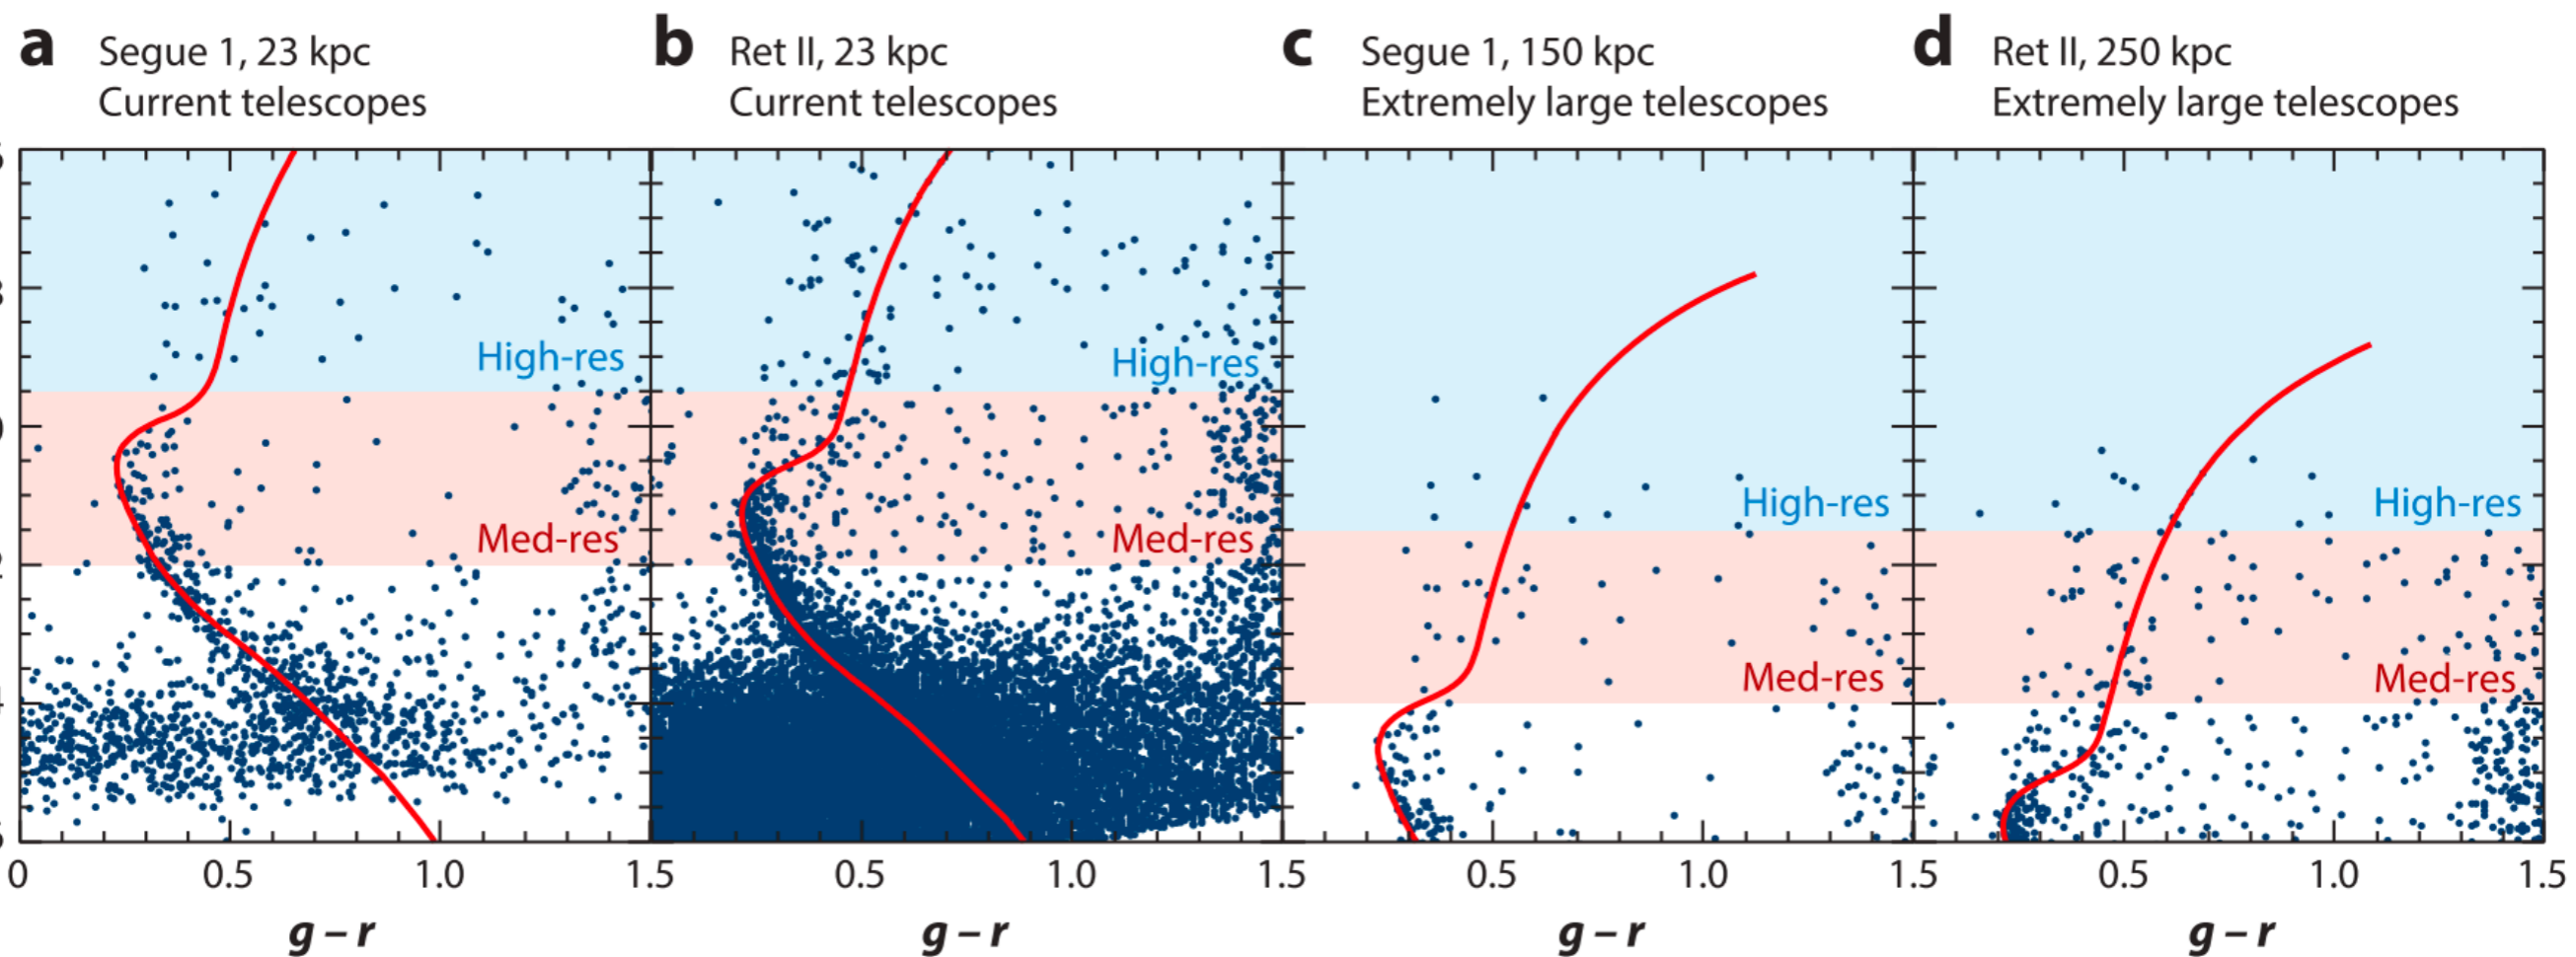 a Segue 1, 23 kpc
Current telescopes
b Ret II, 23 kpc
Current telescopes
c Segue 1, 150 kpc
Extremely large telescopes
d Ret II, 250 kpc
Extremely large telescopes
High-res
Med-res
High-res
Med-res
High-res
Med-res
High-res
Med-res
0 0.5 1.0 1.5 0.5 1.0 1.5 0.5 1.0 1.5 0.5 1.0 1.5
g – r
g – r
g – r
g – r